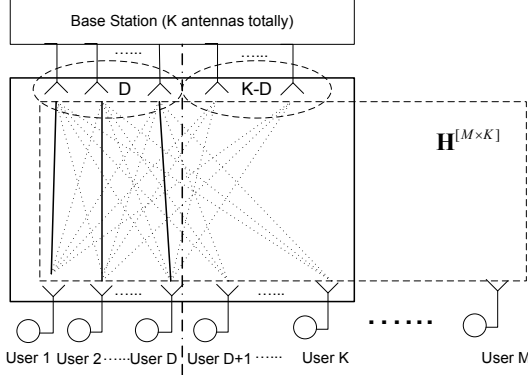 Base Station (K antennas totally)
...... ......
D K-D
H^[M×K]
...... ......
User 1 User 2 ...... User D User D+1 ...... User K ...... User M